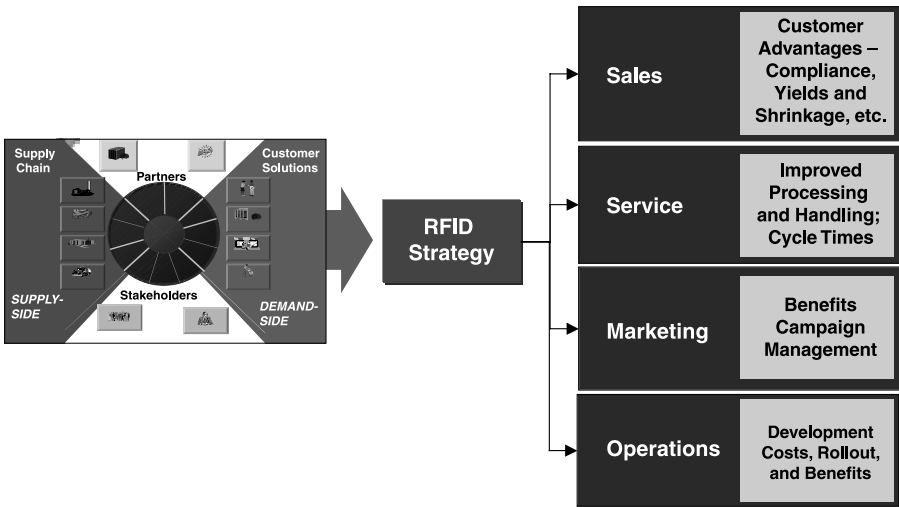 Supply
Chain
Customer
Solutions
Partners
Stakeholders
SUPPLY-
SIDE
DEMAND-
SIDE
RFID
Strategy
Sales
Customer
Advantages –
Compliance,
Yields and
Shrinkage, etc.
Service
Improved
Processing
and Handling;
Cycle Times
Marketing
Benefits
Campaign
Management
Operations
Development
Costs, Rollout,
and Benefits